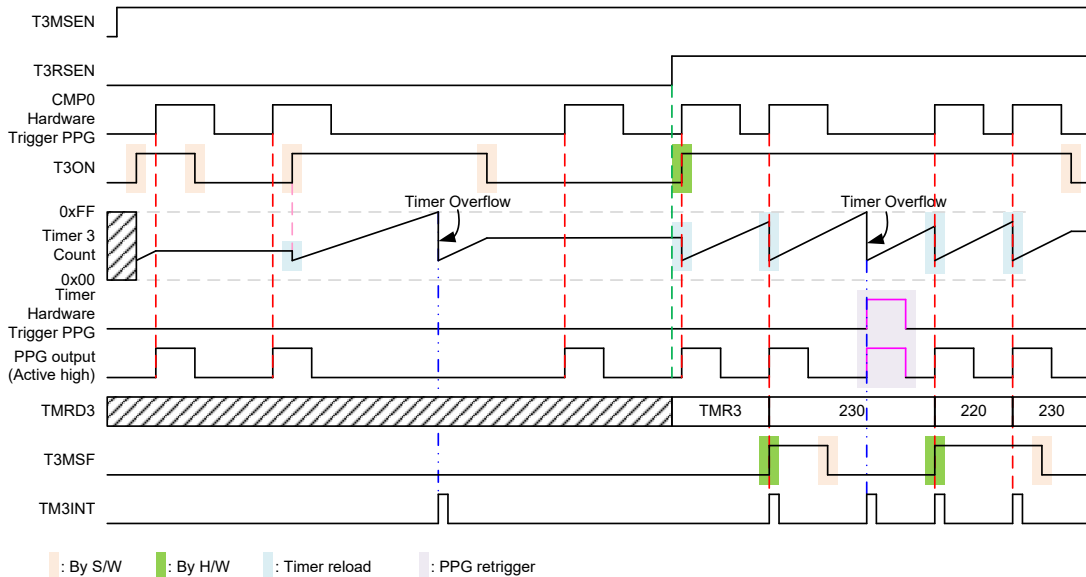 T3MSEN
T3RSEN
CMP0
Hardware
Trigger PPG
T3ON
0xFF
Timer Overflow
Timer Overflow
Timer 3
Count
0x00
Timer
Hardware
Trigger PPG
PPG output
(Active high)
TMRD3
TMR3
230
220
230
T3MSF
TM3INT
: By S/W
: By H/W
: Timer reload
: PPG retrigger